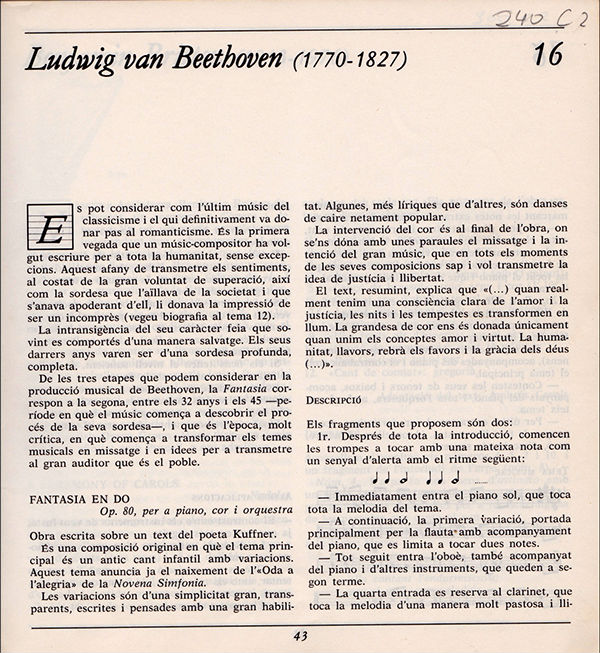 240 C 2
Ludwig van Beethoven (1770-1827) 16
Es pot considerar com l'últim músic del
classicisme i el qui definitivament va do-
nar pas al romanticisme. És la primera
vegada que un músic-compositor ha vol-
gut escriure per a tota la humanitat, sense excep-
cions. Aquest afany de transmetre els sentiments,
al costat de la gran voluntat de superació, així
com la sordesa que l'aïllava de la societat i que
s'anava apoderant d'ell, li donava la impressió de
ser un incomprès (vegeu biografia al tema 12).
La intransigència del seu caràcter feia que so-
vint es comportés d'una manera salvatge. Els seus
darrers anys varen ser d'una sordesa profunda,
completa.
De les tres etapes que podem considerar en la
producció musical de Beethoven, la Fantasia cor-
respon a la segona, entre els 32 anys i els 45 —pe-
ríode en què el músic comença a descobrir el pro-
cés de la seva sordesa—, i que és l'època, molt
crítica, en què comença a transformar els temes
musicals en missatge i en idees per a transmetre
al gran auditor que és el poble.
FANTASIA EN DO
Op. 80, per a piano, cor i orquestra
Obra escrita sobre un text del poeta Kuffner.
És una composició original en què el tema prin-
cipal és un antic cant infantil amb variacions.
Aquest tema anuncia ja el naixement de l'«Oda a
l'alegria» de la Novena Simfonia.
Les variacions són d'una simplicitat gran, trans-
parents, escrites i pensades amb una gran habili-
tat. Algunes, més líriques que d'altres, són danses
de caire netament popular.
La intervenció del cor és al final de l'obra, on
se'ns dóna amb unes paraules el missatge i la in-
tenció del gran músic, que en tots els moments
de les seves composicions sap i vol transmetre la
idea de justícia i llibertat.
El text, resumint, explica que «(...) quan real-
ment tenim una consciència clara de l'amor i la
justícia, les nits i les tempestes es transformen en
llum. La grandesa de cor ens és donada únicament
quan unim els conceptes amor i virtut. La huma-
nitat, llavors, rebrà els favors i la gràcia dels déus
(...)».
DESCRIPCIÓ
Els fragments que proposem són dos:
1r. Després de tota la introducció, comencen
les trompes a tocar amb una mateixa nota com
un senyal d'alerta amb el ritme següent:
— Immediatament entra el piano sol, que toca
tota la melodia del tema.
— A continuació, la primera variació, portada
principalment per la flauta amb acompanyament
del piano, que es limita a tocar dues notes.
— Tot seguit entra l'oboè, també acompanyat
del piano i d'altres instruments, que queden a se-
gon terme.
— La quarta entrada es reserva al clarinet, que
toca la melodia d'una manera molt pastosa i lli-
43